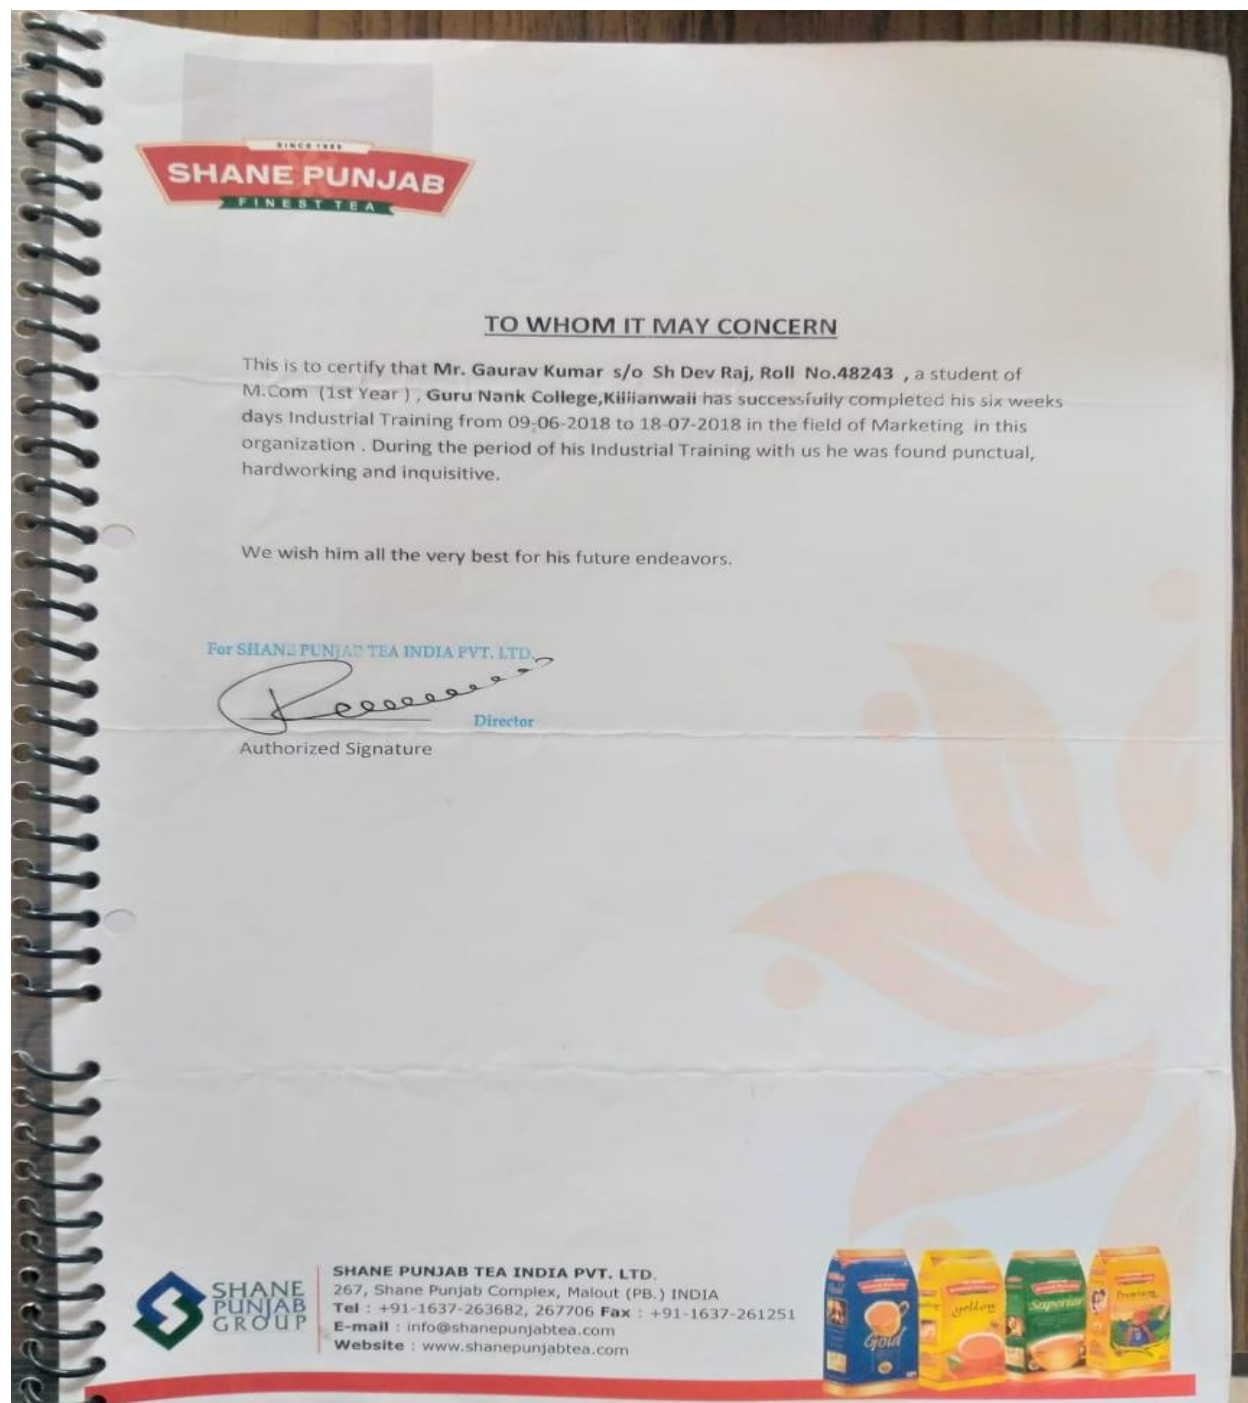 SHANE PUNJAB
FINEST TEA
TO WHOM IT MAY CONCERN
This is to certify that Mr. Gaurav Kumar s/o Sh Dev Raj, Roll No.48243 , a student of
M.Com (1st Year ) , Guru Nank College,Killianwali has successfully completed his six weeks
days Industrial Training from 09-06-2018 to 18-07-2018 in the field of Marketing in this
organization . During the period of his Industrial Training with us he was found punctual,
hardworking and inquisitive.
We wish him all the very best for his future endeavors.
For SHANE PUNJAB TEA INDIA PVT. LTD.
Director
Authorized Signature
SHANE
PUNJAB
GROUP
SHANE PUNJAB TEA INDIA PVT. LTD.
267, Shane Punjab Complex, Malout (PB.) INDIA
Tel : +91-1637-263682, 267706 Fax : +91-1637-261251
E-mail : info@shanepunjabtea.com
Website : www.shanepunjabtea.com
Gold
yellow
Superior
Premium